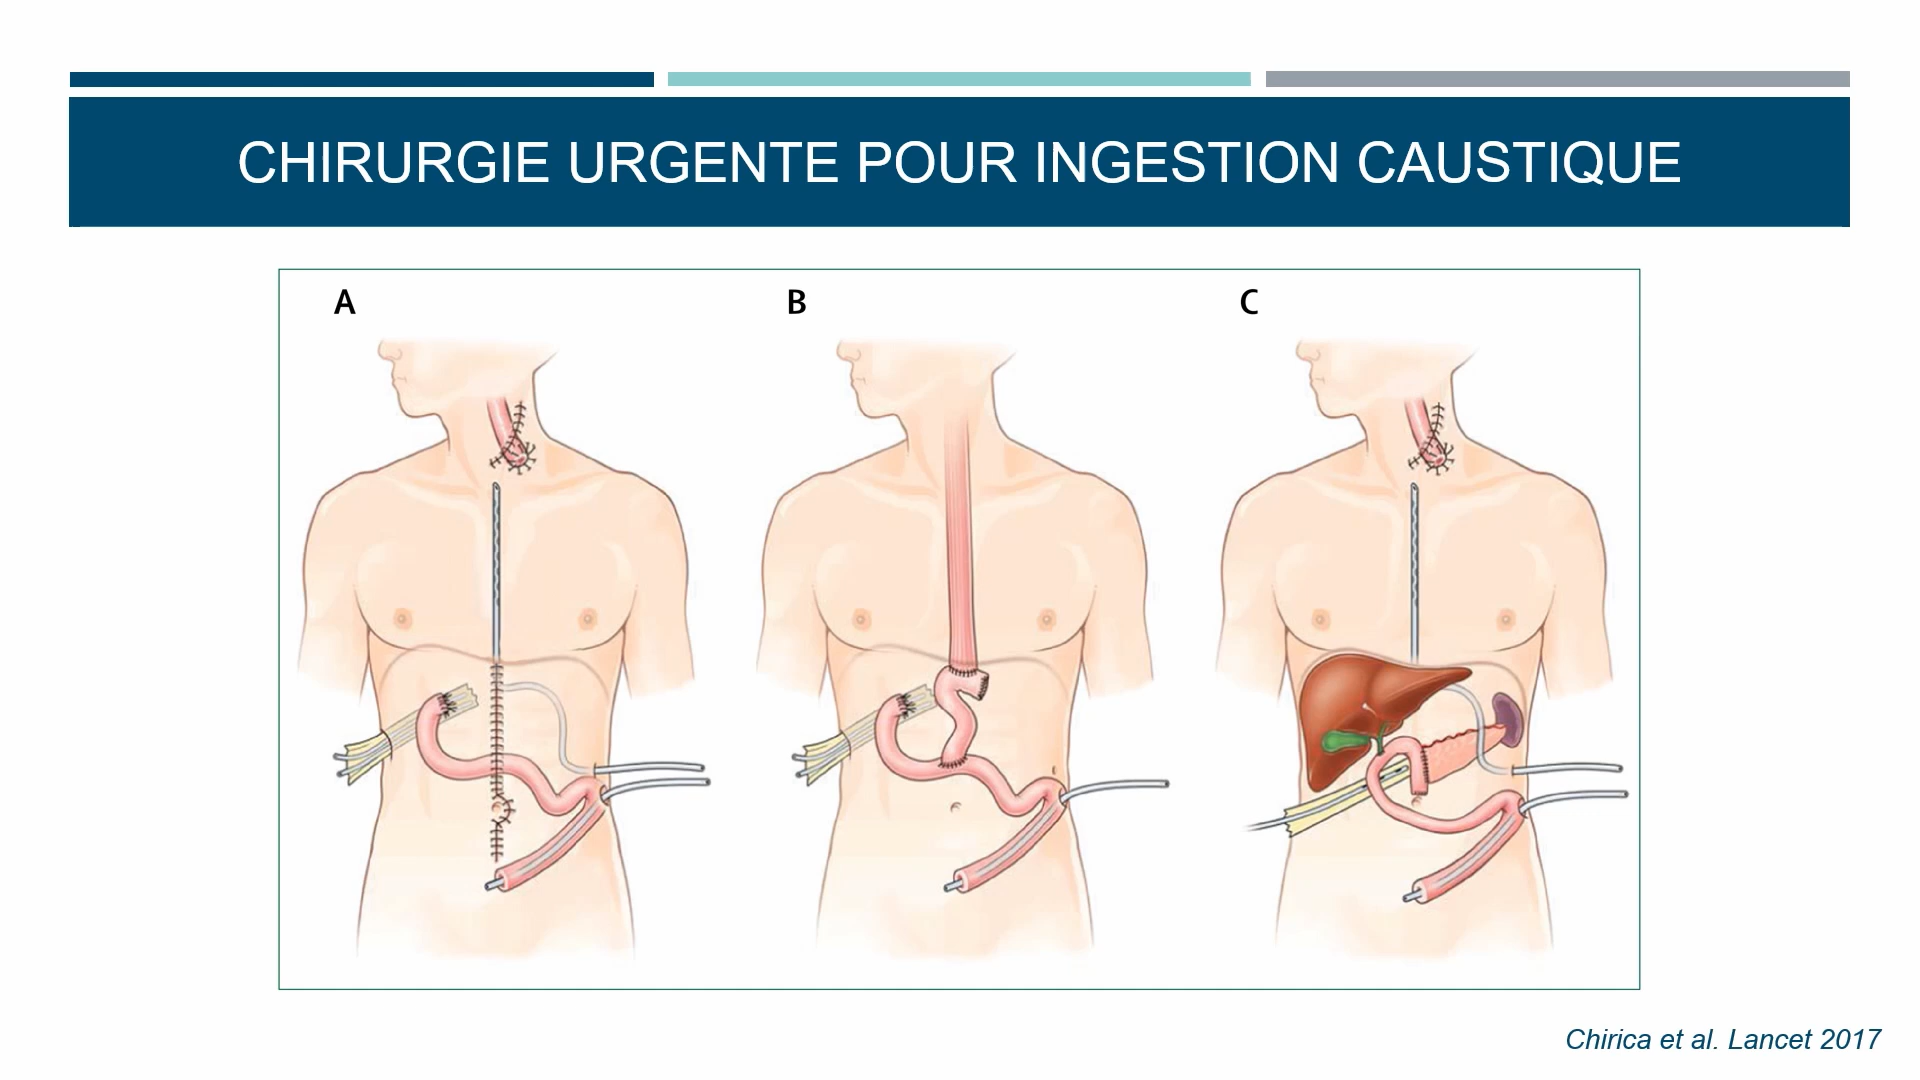 CHIRURGIE URGENTE POUR INGESTION CAUSTIQUE
A
B
C
Chirica et al. Lancet 2017